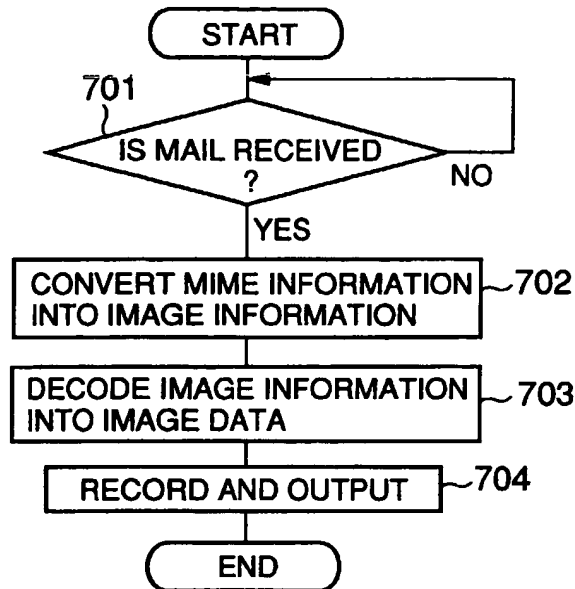 START
701
IS MAIL RECEIVED
?
NO
YES
CONVERT MIME INFORMATION
INTO IMAGE INFORMATION
702
DECODE IMAGE INFORMATION
INTO IMAGE DATA
703
RECORD AND OUTPUT
704
END